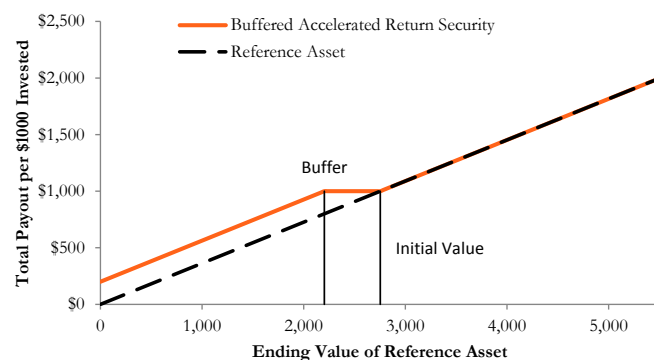 $2,500
Buffered Accelerated Return Security
Reference Asset
$2,000
$1,500
$1,000
$500
$0
Total Payout per $1000 Invested
Buffer
Initial Value
0
1,000
2,000
3,000
4,000
5,000
Ending Value of Reference Asset